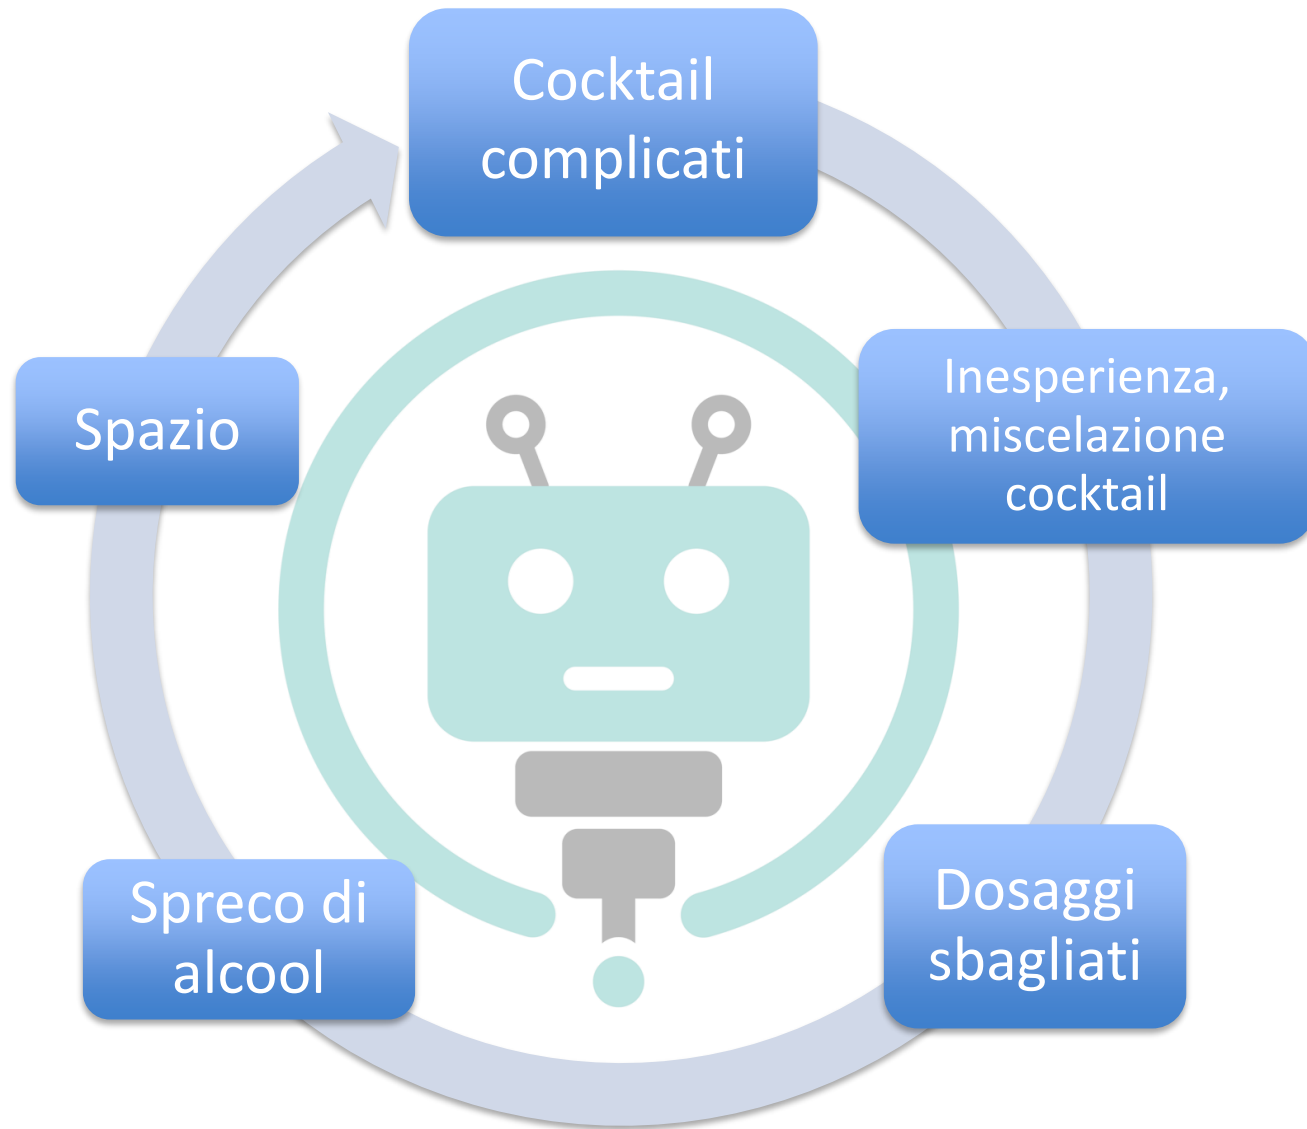 Cocktail
complicati
Inesperienza,
miscelazione
cocktail
Dosaggi
sbagliati
Spreco di
alcool
Spazio